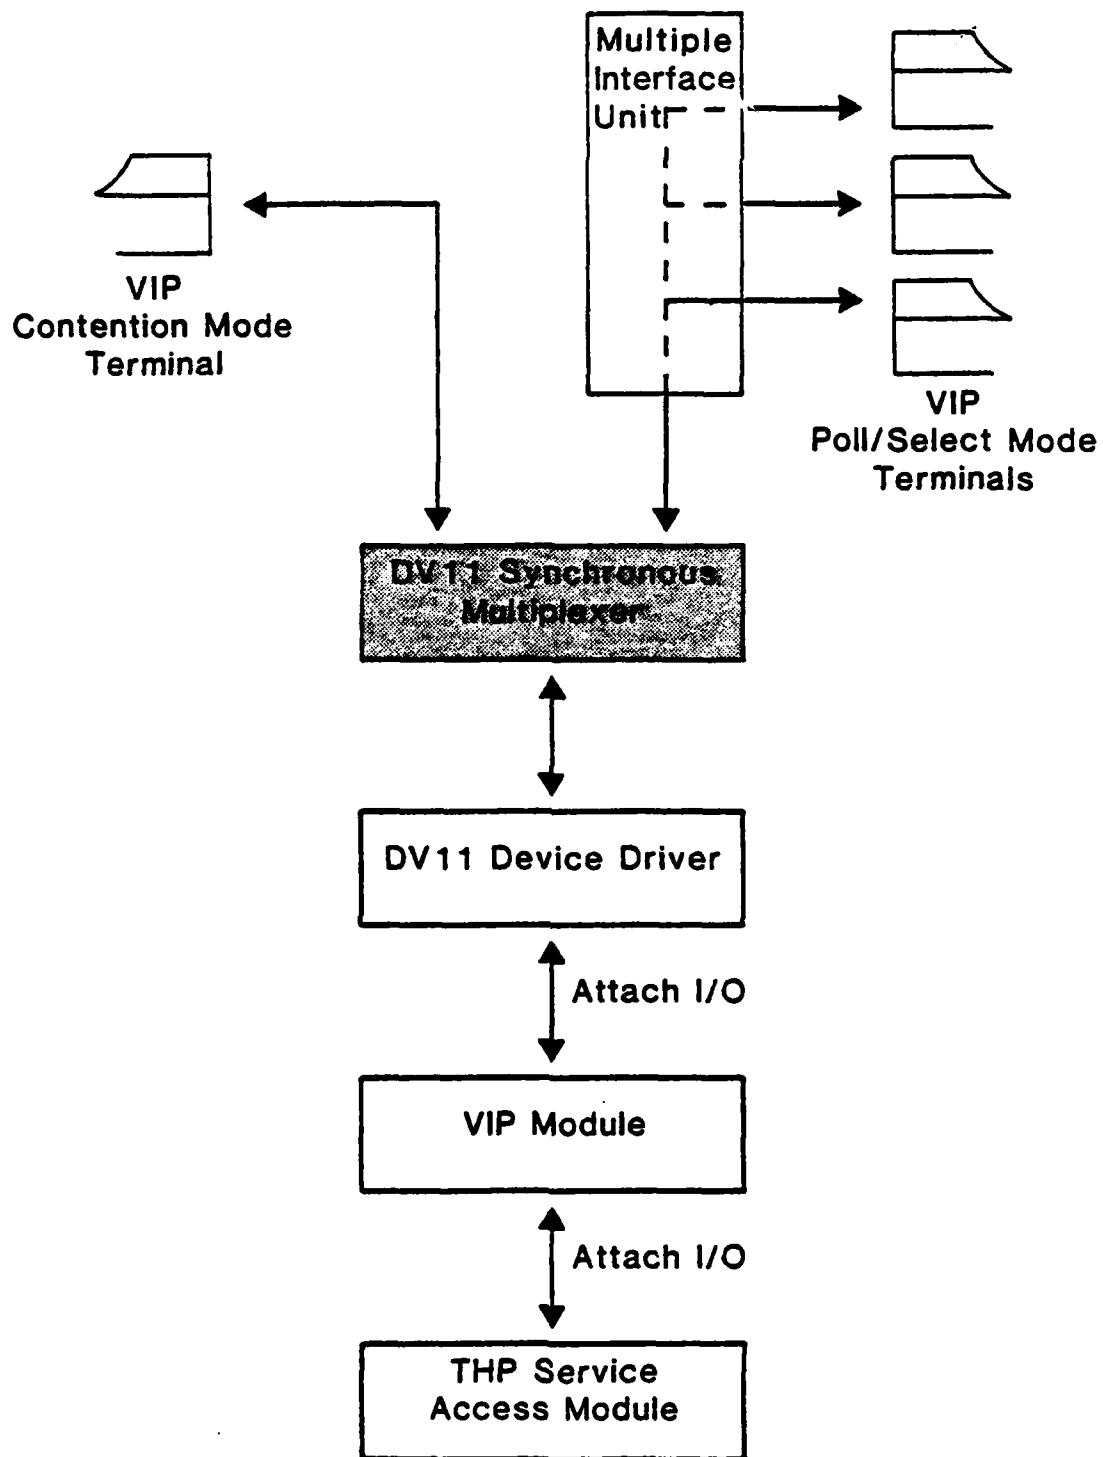 Multiple
Interface
Unit
VIP
Contention Mode
Terminal
VIP
Poll/Select Mode
Terminals
DV11 Synchronous
Multiplexer
DV11 Device Driver
Attach I/O
VIP Module
Attach I/O
THP Service
Access Module